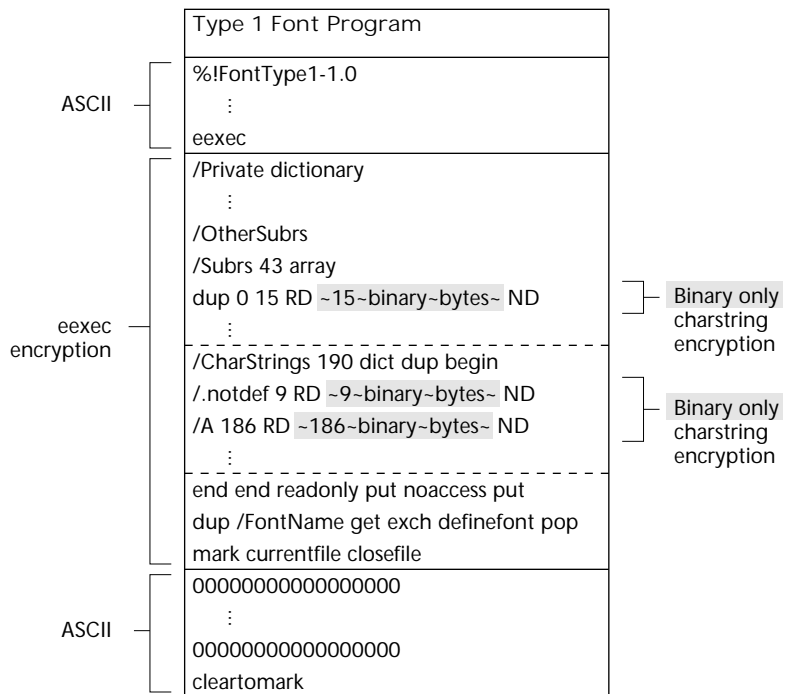 Type 1 Font Program
ASCII
%!FontType1-1.0
⋮
eexec
eexec
encryption
/Private dictionary
⋮
/OtherSubrs
/Subrs 43 array
dup 0 15 RD ~15~binary~bytes~ ND
⋮
Binary only
charstring
encryption
/CharStrings 190 dict dup begin
/.notdef 9 RD ~9~binary~bytes~ ND
/A 186 RD ~186~binary~bytes~ ND
⋮
Binary only
charstring
encryption
end end readonly put noaccess put
dup /FontName get exch definefont pop
mark currentfile closefile
ASCII
00000000000000000
⋮
00000000000000000
cleartomark